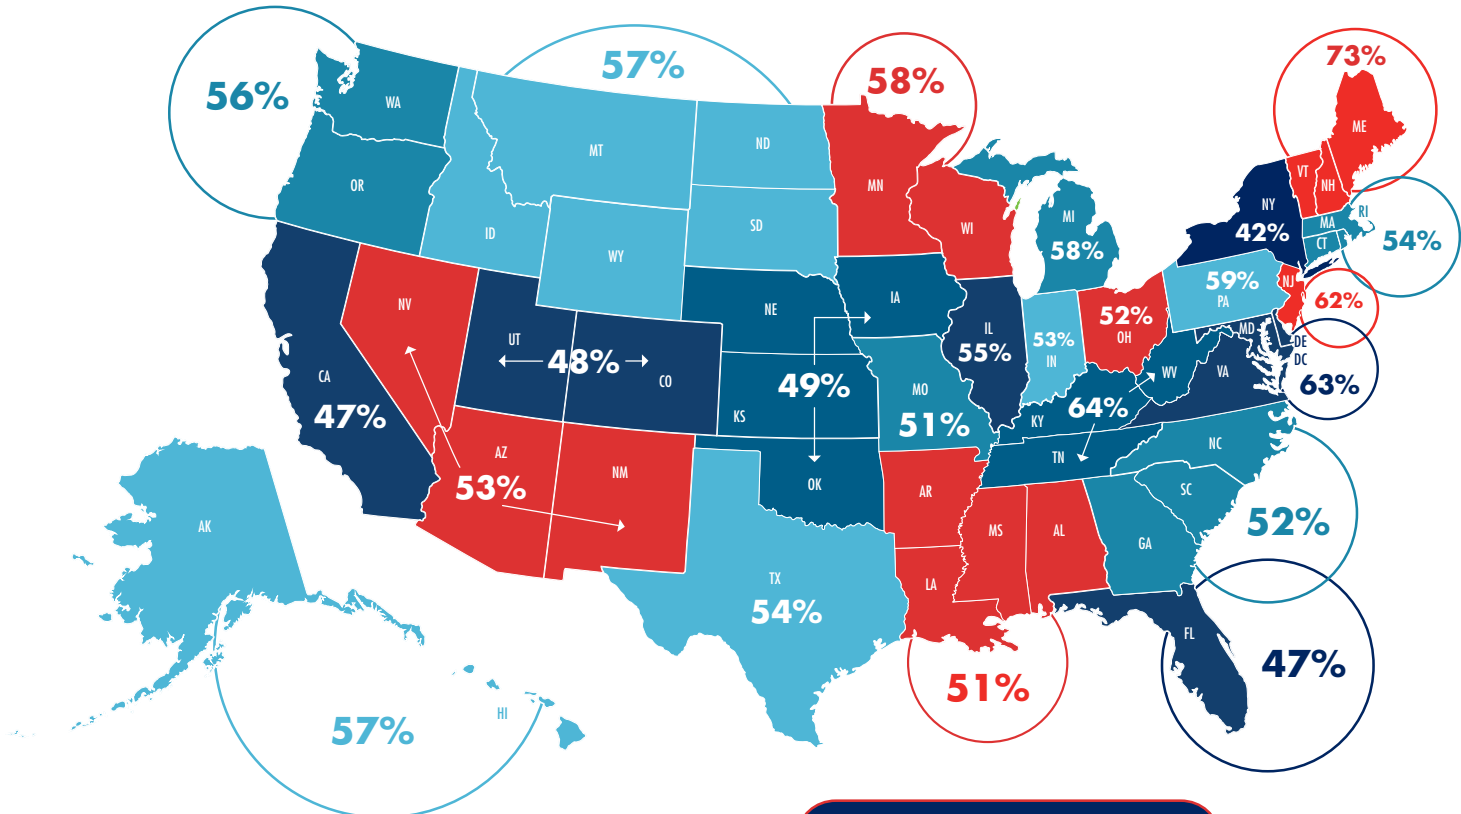 57%
73%
58%
56%
WA
ME
ND
MT
VT
NH
MN
OR
NY
MI
RI
MA
SD
WI
ID
42%
54%
CT
58%
WY
59%
NJ
PA
IA
62%
NV
NE
52%
MD
IL
OH
UT
53%
DE
55%
IN
DC
48%
WV
VA
CA
CO
49%
63%
MO
64%
47%
KS
51%
KY
NC
AZ
TN
NM
OK
53%
AR
SC
52%
AK
MS
AL
GA
TX
LA
54%
FL
47%
51%
HI
57%